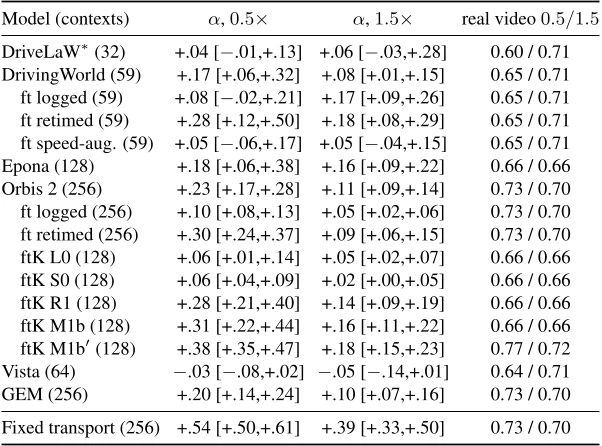 Model (contexts) α, 0.5× α, 1.5× real video 0.5/1.5
DriveLaW* (32) +.04 [−.01,+.13] +.06 [−.03,+.28] 0.60 / 0.71
DrivingWorld (59) +.17 [+.06,+.32] +.08 [+.01,+.15] 0.65 / 0.71
ft logged (59) +.08 [−.02,+.21] +.17 [+.09,+.26] 0.65 / 0.71
ft retimed (59) +.28 [+.12,+.50] +.18 [+.08,+.29] 0.65 / 0.71
ft speed-aug. (59) +.05 [−.06,+.17] +.05 [−.04,+.15] 0.65 / 0.71
Epona (128) +.18 [+.06,+.38] +.16 [+.09,+.22] 0.66 / 0.66
Orbis 2 (256) +.23 [+.17,+.28] +.11 [+.09,+.14] 0.73 / 0.70
ft logged (256) +.10 [+.08,+.13] +.05 [+.02,+.06] 0.73 / 0.70
ft retimed (256) +.30 [+.24,+.37] +.09 [+.06,+.15] 0.73 / 0.70
ftK L0 (128) +.06 [+.01,+.14] +.05 [+.02,+.07] 0.66 / 0.66
ftK S0 (128) +.06 [+.04,+.09] +.02 [+.00,+.05] 0.66 / 0.66
ftK R1 (128) +.28 [+.21,+.40] +.14 [+.09,+.19] 0.66 / 0.66
ftK M1b (128) +.31 [+.22,+.44] +.16 [+.11,+.22] 0.66 / 0.66
ftK M1b′ (128) +.38 [+.35,+.47] +.18 [+.15,+.23] 0.77 / 0.72
Vista (64) −.03 [−.08,+.02] −.05 [−.14,+.01] 0.64 / 0.71
GEM (256) +.20 [+.14,+.24] +.10 [+.07,+.16] 0.73 / 0.70
Fixed transport (256) +.54 [+.50,+.61] +.39 [+.33,+.50] 0.73 / 0.70